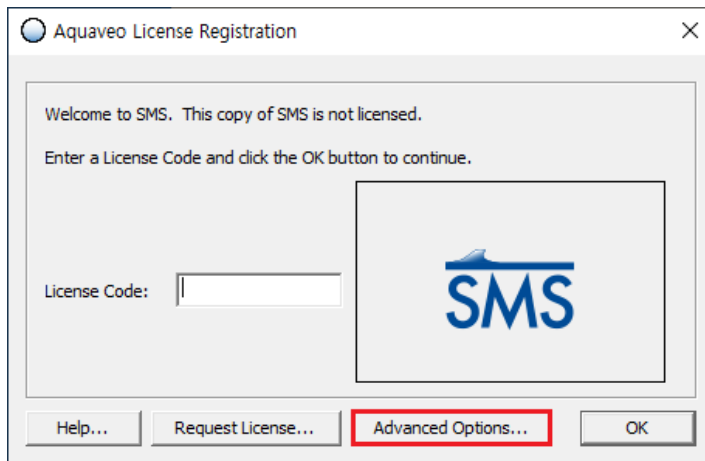 Aquaveo License Registration
Welcome to SMS. This copy of SMS is not licensed.
Enter a License Code and click the OK button to continue.
License Code:
SMS
Help...
Request License...
Advanced Options...
OK